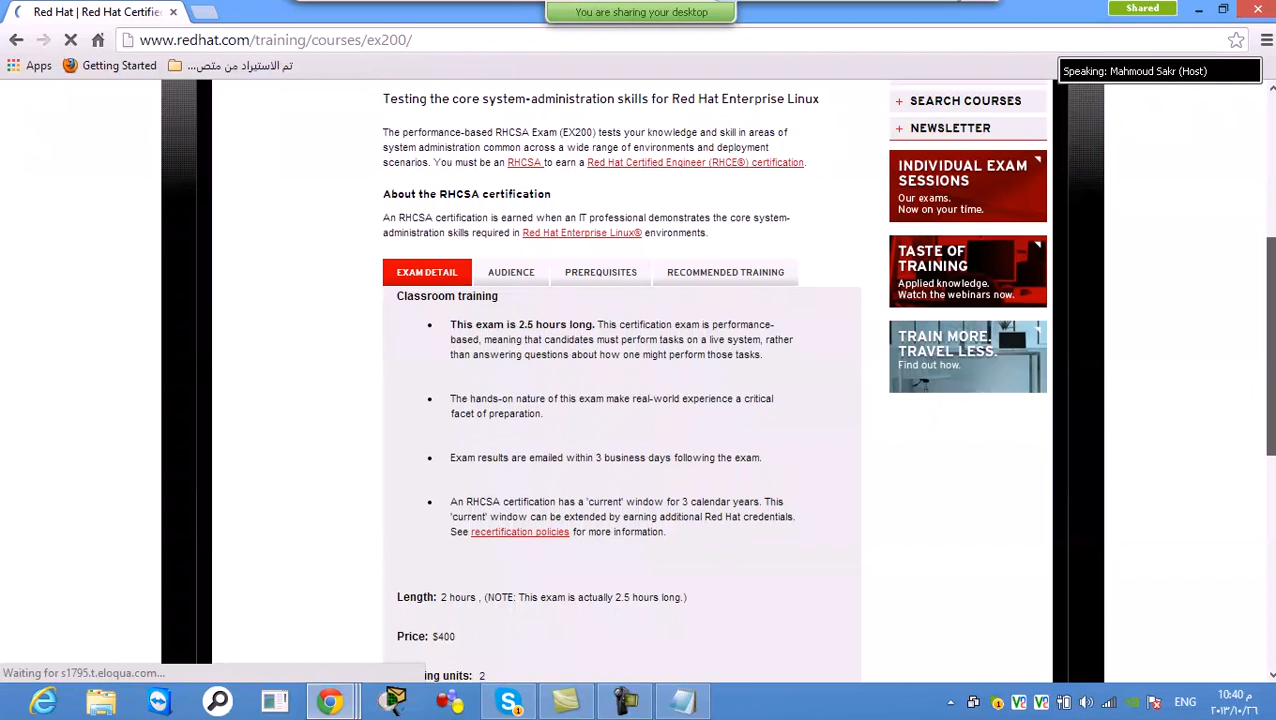 Red Hat | Red Hat Certifie
You are sharing your desktop
Shared
www.redhat.com/training/courses/ex200/
Apps
Getting Started
تم الاستيراد من متص...
Speaking: Mahmoud Sakr (Host)
Testing the core system-administration skills for Red Hat Enterprise Linux
The performance-based RHCSA Exam (EX200) tests your knowledge and skill in areas of
system administration common across a wide range of environments and deployment
scenarios. You must be an RHCSA to earn a Red Hat Certified Engineer (RHCE®) certification.
About the RHCSA certification
An RHCSA certification is earned when an IT professional demonstrates the core system-
administration skills required in Red Hat Enterprise Linux® environments.
EXAM DETAIL
AUDIENCE
PREREQUISITES
RECOMMENDED TRAINING
Classroom training
• This exam is 2.5 hours long. This certification exam is performance-
based, meaning that candidates must perform tasks on a live system, rather
than answering questions about how one might perform those tasks.
• The hands-on nature of this exam make real-world experience a critical
facet of preparation.
• Exam results are emailed within 3 business days following the exam.
• An RHCSA certification has a 'current' window for 3 calendar years. This
'current' window can be extended by earning additional Red Hat credentials.
See recertification policies for more information.
Length: 2 hours , (NOTE: This exam is actually 2.5 hours long.)
Price: $400
ing units: 2
+ SEARCH COURSES
+ NEWSLETTER
INDIVIDUAL EXAM
SESSIONS
Our exams.
Now on your time.
TASTE OF
TRAINING
Applied knowledge.
Watch the webinars now.
TRAIN MORE.
TRAVEL LESS.
Find out how.
Waiting for s1795.t.eloqua.com...
ENG
10:40 م
٢٠١٣/١٠/٢٦